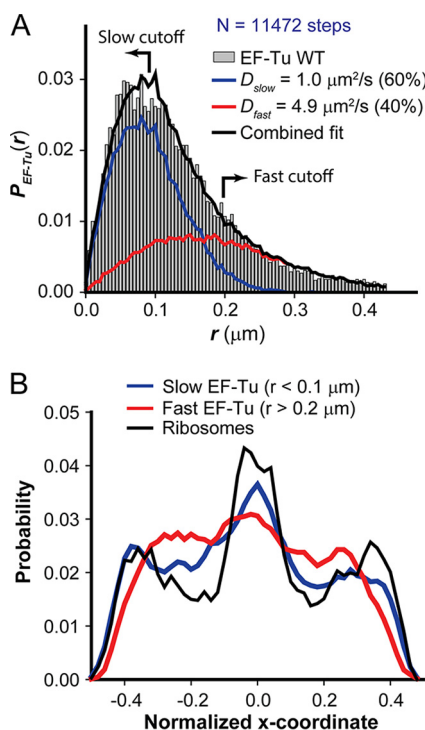 A
N = 11472 steps
Slow cutoff
EF-Tu WT
D_slow = 1.0 µm²/s (60%)
D_fast = 4.9 µm²/s (40%)
Combined fit
Fast cutoff
P_EF-Tu(r)
0.03
0.02
0.01
0.00
0.0 0.1 0.2 0.3 0.4
r (µm)
B
Slow EF-Tu (r < 0.1 µm)
Fast EF-Tu (r > 0.2 µm)
Ribosomes
Probability
0.05
0.04
0.03
0.02
0.01
0.00
-0.4 -0.2 0.0 0.2 0.4
Normalized x-coordinate